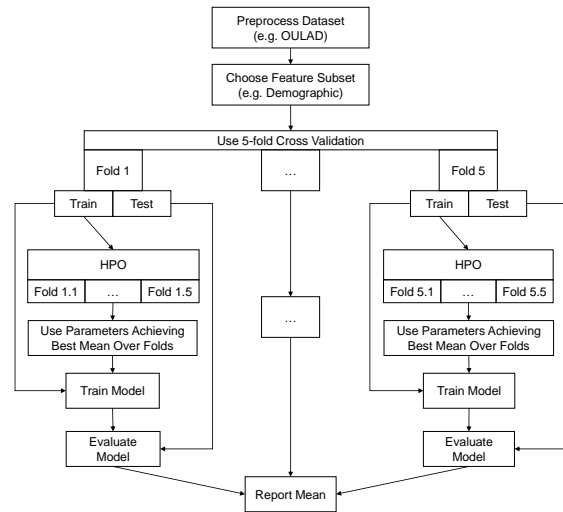 Preprocess Dataset
(e.g. OULAD)
Choose Feature Subset
(e.g. Demographic)
Use 5-fold Cross Validation
Fold 1
...
Fold 5
Train
Test
Train
Test
HPO
HPO
Fold 1.1
...
Fold 1.5
Fold 5.1
...
Fold 5.5
...
Use Parameters Achieving
Best Mean Over Folds
Use Parameters Achieving
Best Mean Over Folds
Train Model
Train Model
Evaluate
Model
Evaluate
Model
Report Mean